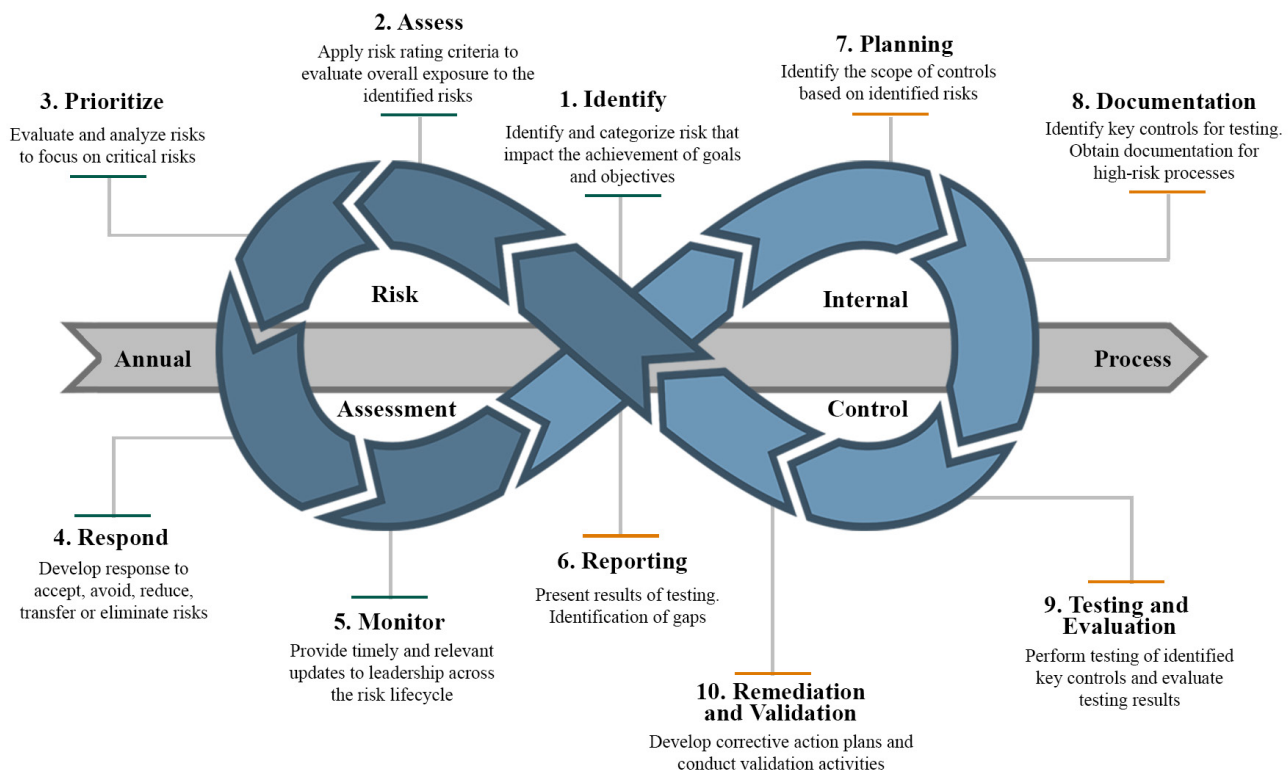 2. Assess
Apply risk rating criteria to
evaluate overall exposure to the
identified risks
7. Planning
Identify the scope of controls
based on identified risks
3. Prioritize
Evaluate and analyze risks
to focus on critical risks
1. Identify
Identify and categorize risk that
impact the achievement of goals
and objectives
8. Documentation
Identify key controls for testing.
Obtain documentation for
high-risk processes
Risk
Internal
Annual
Process
Assessment
Control
4. Respond
Develop response to
accept, avoid, reduce,
transfer or eliminate risks
5. Monitor
Provide timely and relevant
updates to leadership across
the risk lifecycle
6. Reporting
Present results of testing.
Identification of gaps
9. Testing and
Evaluation
Perform testing of identified
key controls and evaluate
testing results
10. Remediation
and Validation
Develop corrective action plans and
conduct validation activities